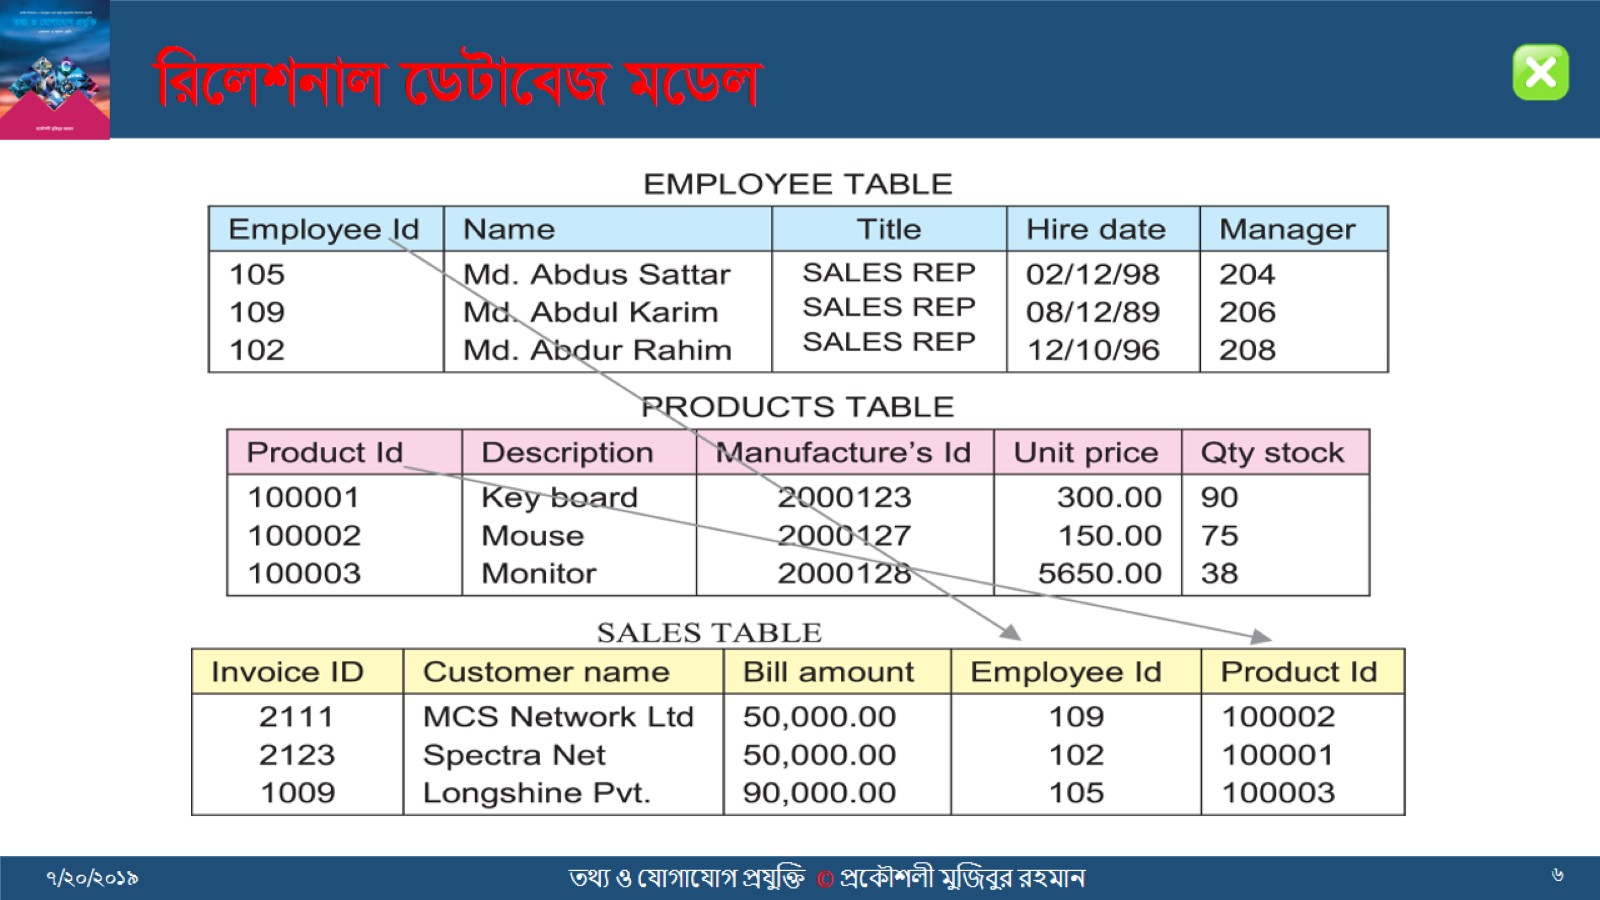 তথ্য ও যোগাযোগ প্রযুক্তি
রিলেশনাল ডেটাবেজ মডেল
EMPLOYEE TABLE
Employee Id Name Title Hire date Manager
105 Md. Abdus Sattar SALES REP 02/12/98 204
109 Md. Abdul Karim SALES REP 08/12/89 206
102 Md. Abdur Rahim SALES REP 12/10/96 208
PRODUCTS TABLE
Product Id Description Manufacture’s Id Unit price Qty stock
100001 Key board 2000123 300.00 90
100002 Mouse 2000127 150.00 75
100003 Monitor 2000128 5650.00 38
SALES TABLE
Invoice ID Customer name Bill amount Employee Id Product Id
2111 MCS Network Ltd 50,000.00 109 100002
2123 Spectra Net 50,000.00 102 100001
1009 Longshine Pvt. 90,000.00 105 100003
৭/২০/২০১৯ তথ্য ও যোগাযোগ প্রযুক্তি © প্রকৌশলী মুজিবুর রহমান ৬